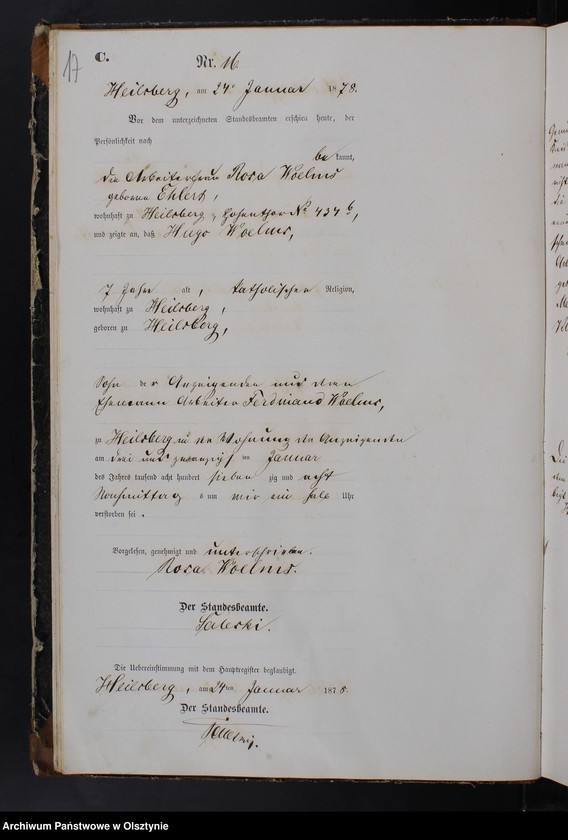 17
C.
Nr. 16
Heilsberg, am 24n Januar 1878.
Vor dem unterzeichneten Standesbeamten erschien heute, der
Persönlichkeit nach
bekannt,
die Arbeiterfrau Rosa Woelms
geborene Ehlert,
wohnhaft zu Heilsberg, Hohenthor No 434b,
und zeigte an, daß Hugo Woelms,
7 Jahre alt, katholischer Religion,
wohnhaft zu Heilsberg,
geboren zu Heilsberg,
Sohn der Anzeigenden und deren
Ehemann Arbeiter Ferdinand Woelms,
zu Heilsberg in der Wohnung der Anzeigenden
am drei und zwanzigsten Januar
des Jahres tausend acht hundert siebenzig und acht
Nachmittags um ein halb Uhr
verstorben sei.
Vorgelesen, genehmigt und unterschrieben.
Rosa Woelms.
Der Standesbeamte.
Die Uebereinstimmung mit dem Hauptregister beglaubigt.
Heilsberg, am 24ten Januar 1878.
Der Standesbeamte.
Archiwum Państwowe w Olsztynie